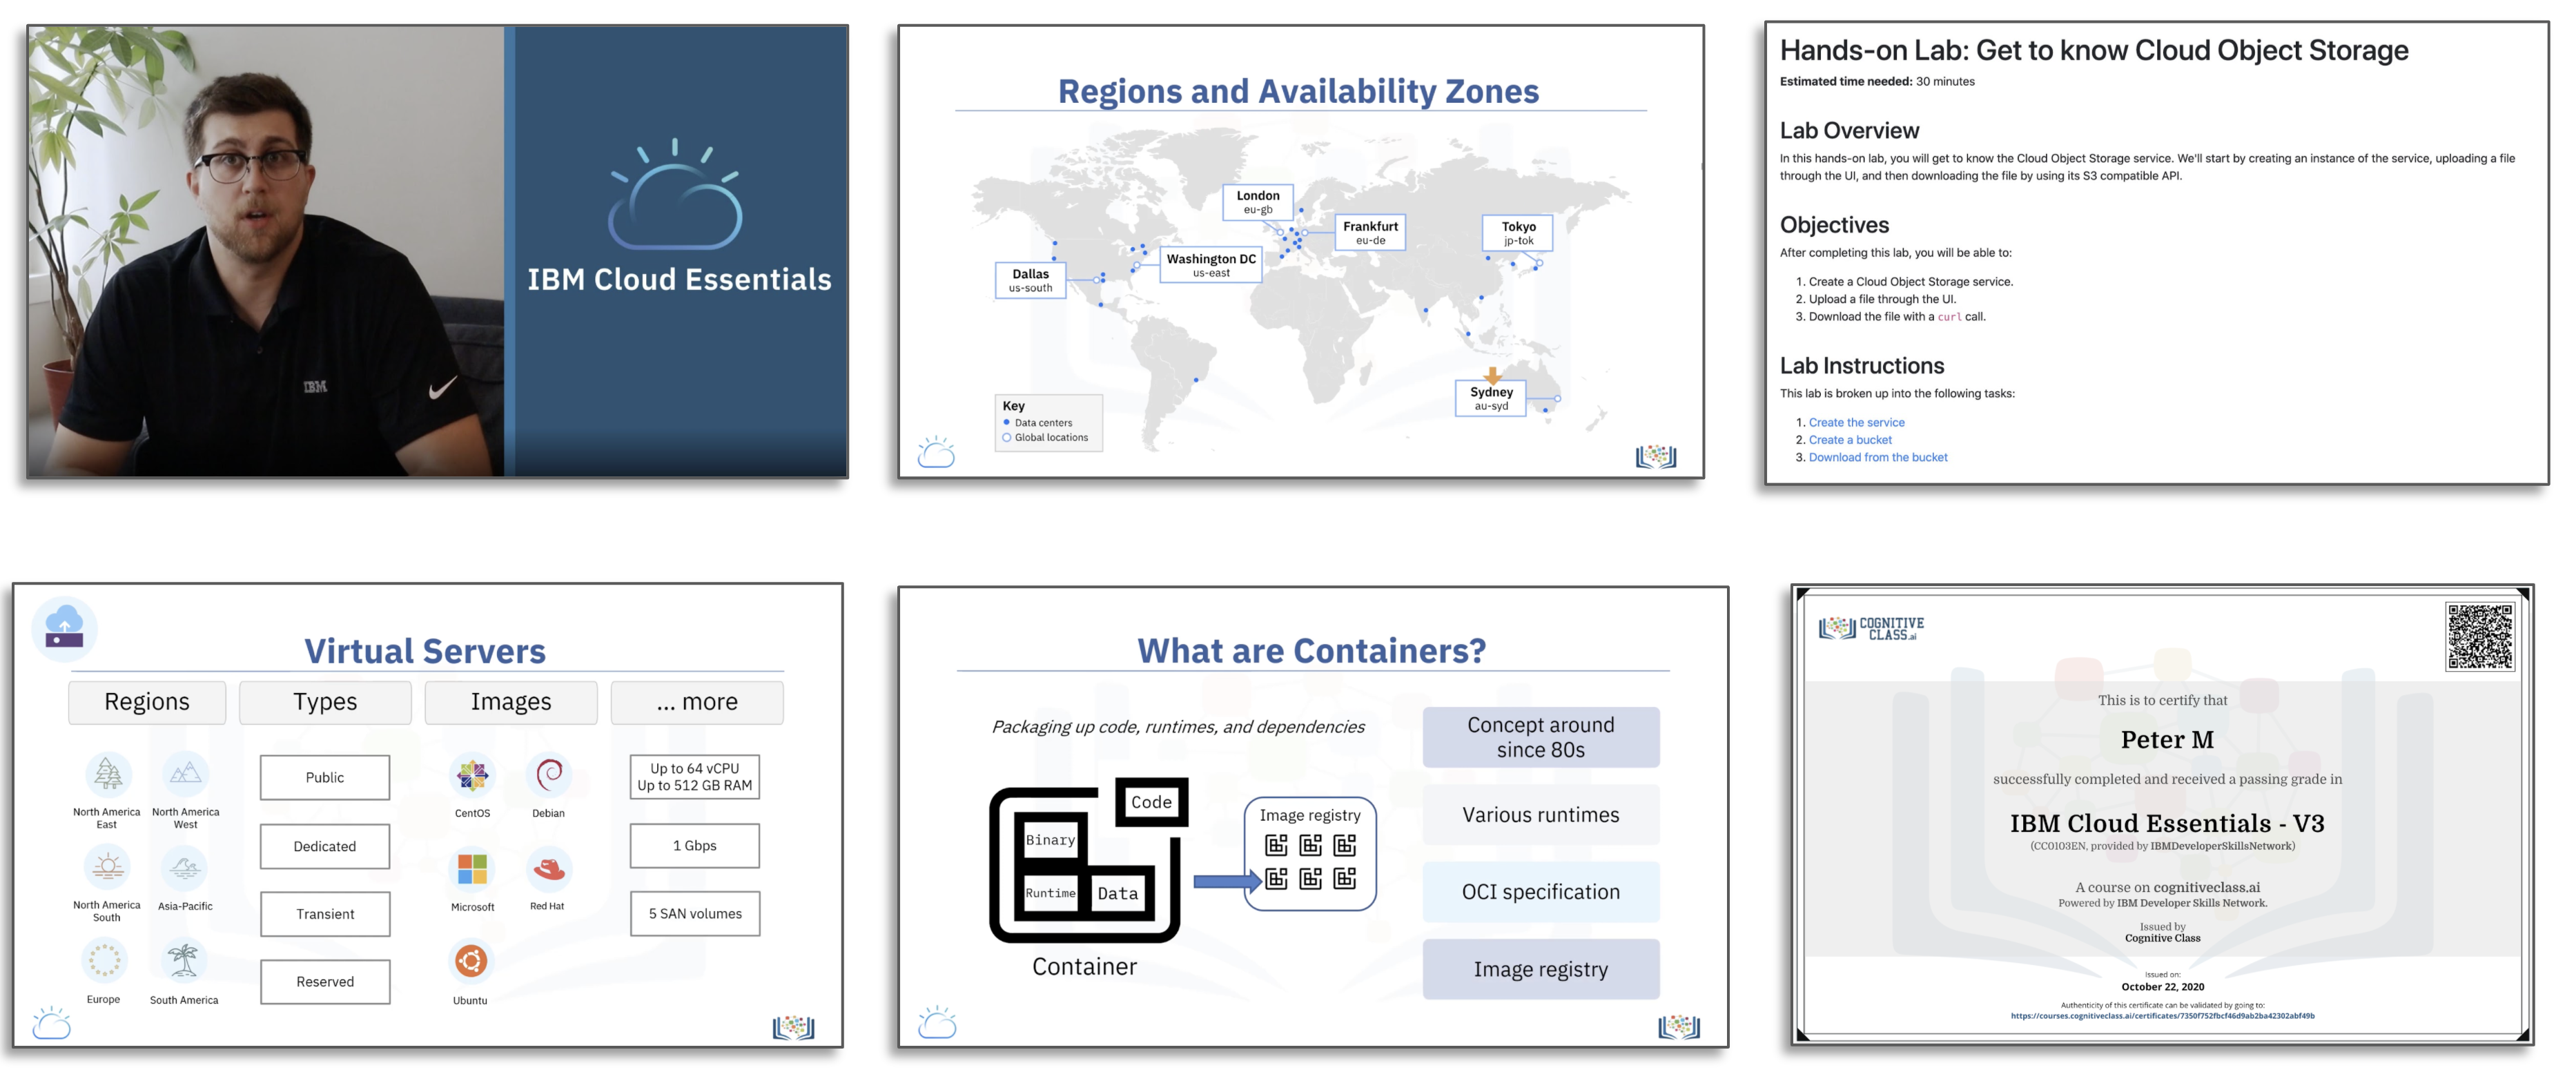 IBM
IBM Cloud Essentials
Regions and Availability Zones
London
eu-gb
Frankfurt
eu-de
Tokyo
jp-tok
Washington DC
us-east
Dallas
us-south
Sydney
au-syd
Key
Data centers
Global locations
Hands-on Lab: Get to know Cloud Object Storage
Estimated time needed: 30 minutes
Lab Overview
In this hands-on lab, you will get to know the Cloud Object Storage service. We'll start by creating an instance of the service, uploading a file
through the UI, and then downloading the file by using its S3 compatible API.
Objectives
After completing this lab, you will be able to:
1. Create a Cloud Object Storage service.
2. Upload a file through the UI.
3. Download the file with a curl call.
Lab Instructions
This lab is broken up into the following tasks:
1. Create the service
2. Create a bucket
3. Download from the bucket
Virtual Servers
Regions
Types
Images
... more
North America
East
North America
West
North America
South
Asia-Pacific
Europe
South America
Public
Dedicated
Transient
Reserved
CentOS
Debian
Microsoft
Red Hat
Ubuntu
Up to 64 vCPU
Up to 512 GB RAM
1 Gbps
5 SAN volumes
What are Containers?
Packaging up code, runtimes, and dependencies
Code
Binary
Runtime
Data
Container
Image registry
Concept around
since 80s
Various runtimes
OCI specification
Image registry
COGNITIVE
CLASS.ai
This is to certify that
Peter M
successfully completed and received a passing grade in
IBM Cloud Essentials - V3
(CC0103EN, provided by IBMDeveloperSkillsNetwork)
A course on cognitiveclass.ai
Powered by IBM Developer Skills Network.
Issued by
Cognitive Class
Issued on:
October 22, 2020
Authenticity of this certificate can be validated by going to:
https://courses.cognitiveclass.ai/certificates/7350f752fbcf46d9ab2ba42302abf49b